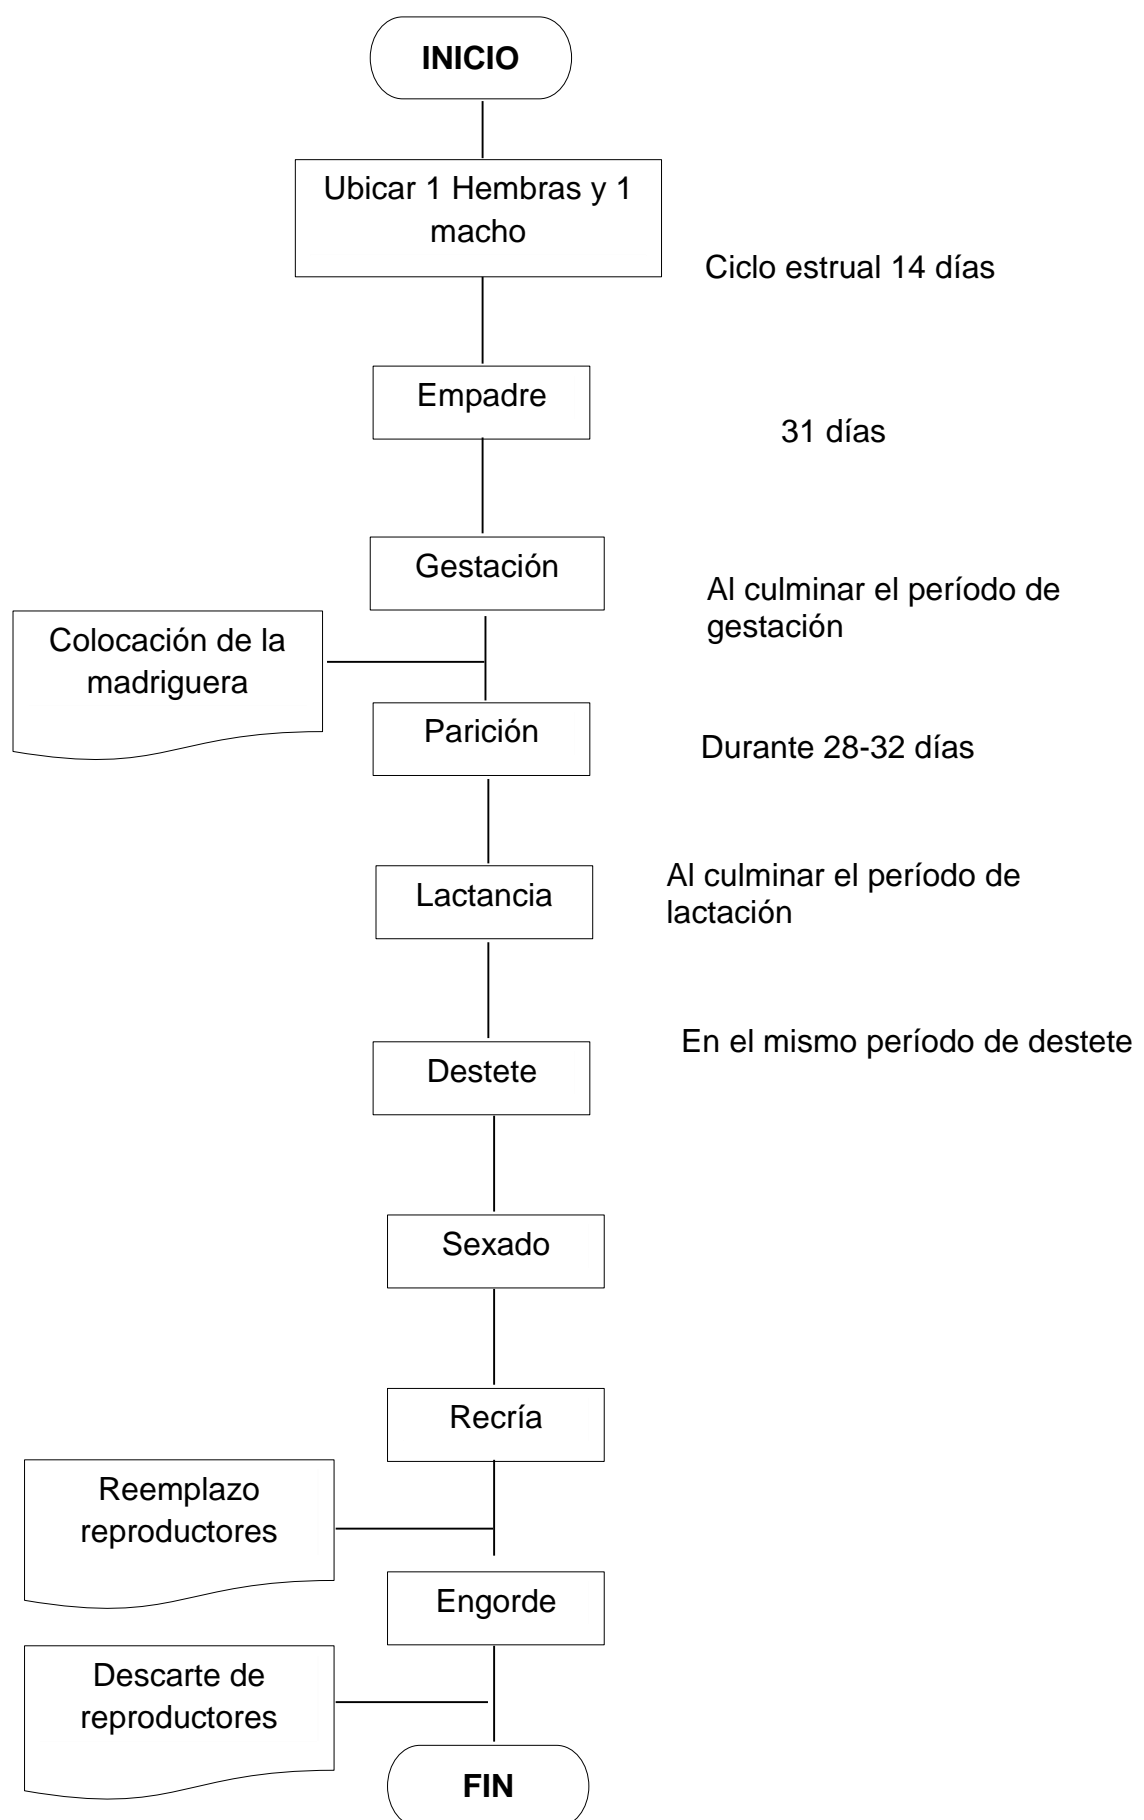 INICIO
Ubicar 1 Hembras y 1
macho
Ciclo estrual 14 días
Empadre
31 días
Gestación
Al culminar el período de
gestación
Colocación de la
madriguera
Parición
Durante 28-32 días
Lactancia
Al culminar el período de
lactación
En el mismo período de destete
Destete
Sexado
Recría
Reemplazo
reproductores
Engorde
Descarte de
reproductores
FIN